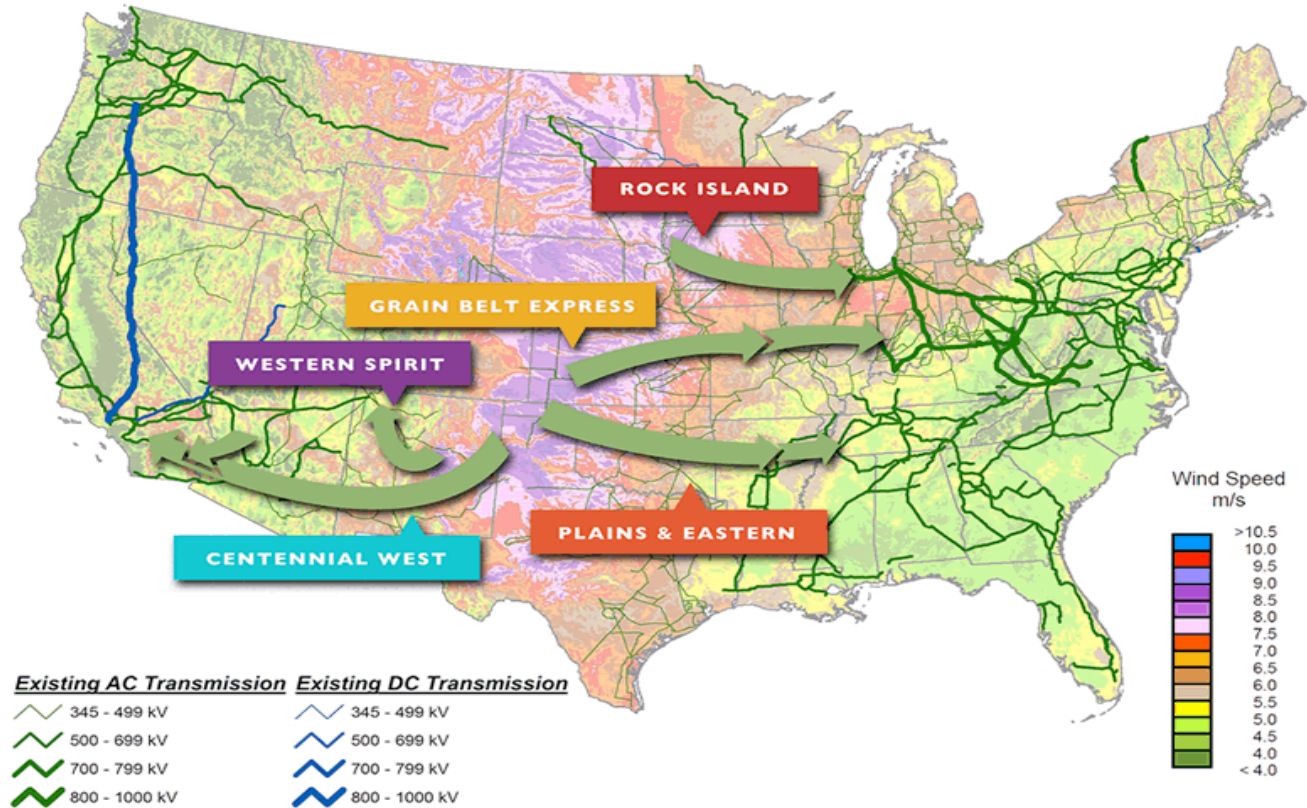 ROCK ISLAND
GRAIN BELT EXPRESS
WESTERN SPIRIT
PLAINS & EASTERN
CENTENNIAL WEST
Wind Speed
m/s
>10.5
10.0
9.5
9.0
8.5
8.0
7.5
7.0
6.5
6.0
5.5
5.0
4.5
4.0
< 4.0
Existing AC Transmission
345 - 499 kV
500 - 699 kV
700 - 799 kV
800 - 1000 kV
Existing DC Transmission
345 - 499 kV
500 - 699 kV
700 - 799 kV
800 - 1000 kV